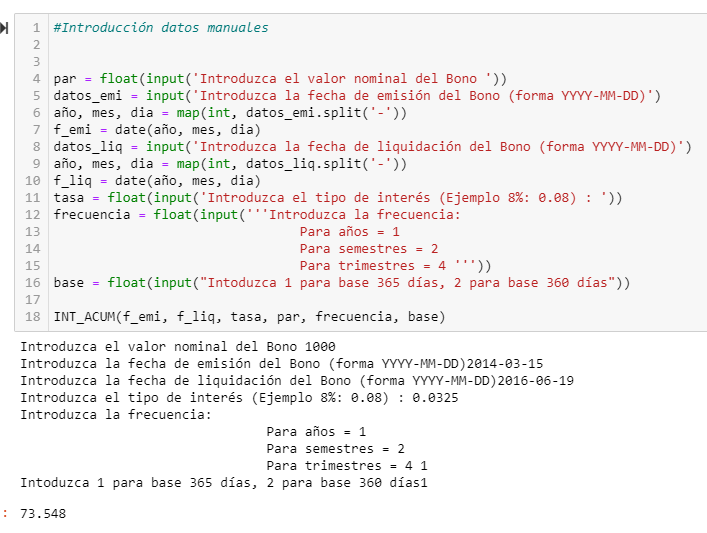 1 #Introducción datos manuales
2
3
4 par = float(input('Introduzca el valor nominal del Bono '))
5 datos_emi = input('Introduzca la fecha de emisión del Bono (forma YYYY-MM-DD)')
6 año, mes, dia = map(int, datos_emi.split('-'))
7 f_emi = date(año, mes, dia)
8 datos_liq = input('Introduzca la fecha de liquidación del Bono (forma YYYY-MM-DD)')
9 año, mes, dia = map(int, datos_liq.split('-'))
10 f_liq = date(año, mes, dia)
11 tasa = float(input('Introduzca el tipo de interés (Ejemplo 8%: 0.08) : '))
12 frecuencia = float(input('''Introduzca la frecuencia:
13 Para años = 1
14 Para semestres = 2
15 Para trimestres = 4 '''))
16 base = float(input("Intoduzca 1 para base 365 días, 2 para base 360 días"))
17
18 INT_ACUM(f_emi, f_liq, tasa, par, frecuencia, base)
Introduzca el valor nominal del Bono 1000
Introduzca la fecha de emisión del Bono (forma YYYY-MM-DD)2014-03-15
Introduzca la fecha de liquidación del Bono (forma YYYY-MM-DD)2016-06-19
Introduzca el tipo de interés (Ejemplo 8%: 0.08) : 0.0325
Introduzca la frecuencia:
Para años = 1
Para semestres = 2
Para trimestres = 4 1
Intoduzca 1 para base 365 días, 2 para base 360 días1
: 73.548